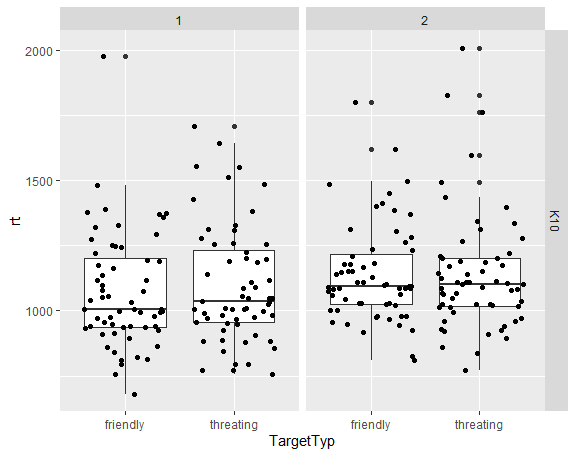 1 2
2000
1500
1000
rt
K10
friendly threating friendly threating
TargetTyp